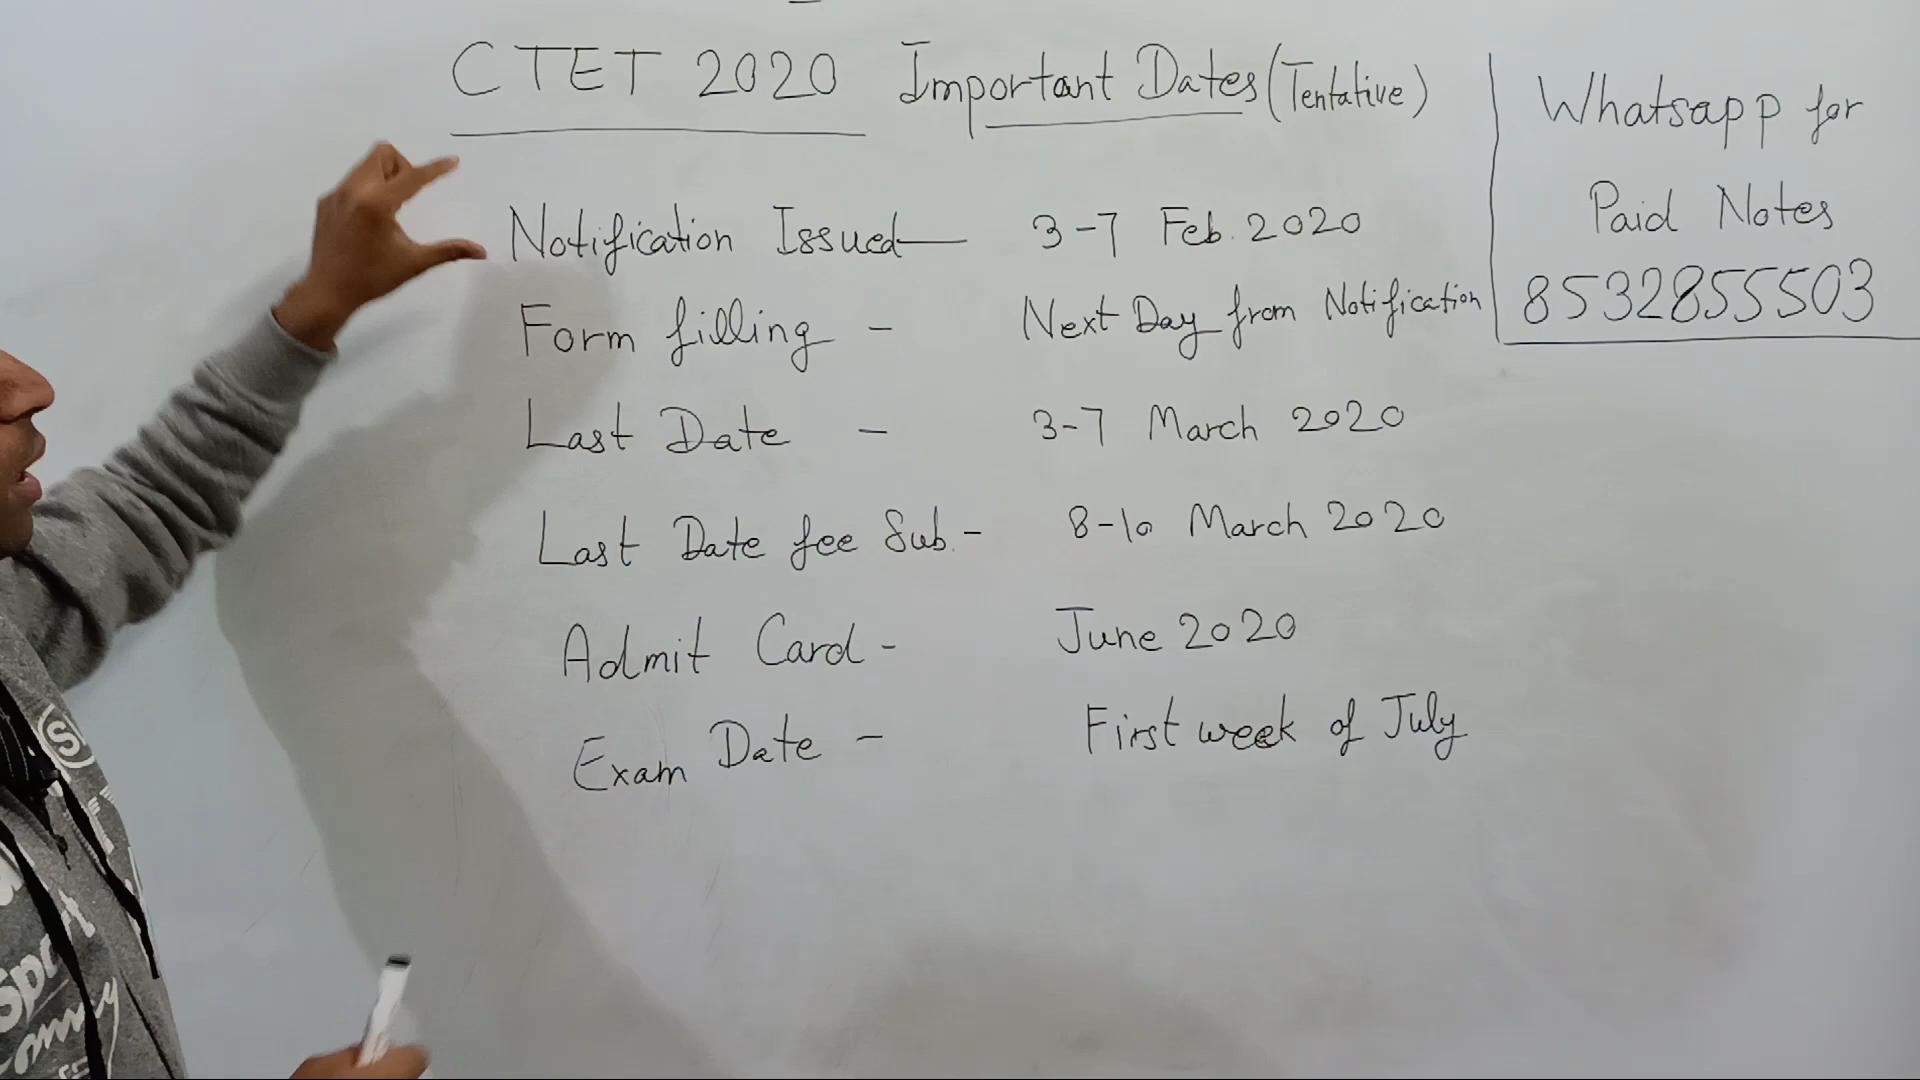 CTET 2020 Important Dates (Tentative)
Notification Issued — 3-7 Feb. 2020
Form filling - Next Day from Notification
Last Date - 3-7 March 2020
Last Date fee Sub. - 8-10 March 2020
Admit Card - June 2020
Exam Date - First week of July
Whatsapp for
Paid Notes
8532855503
S